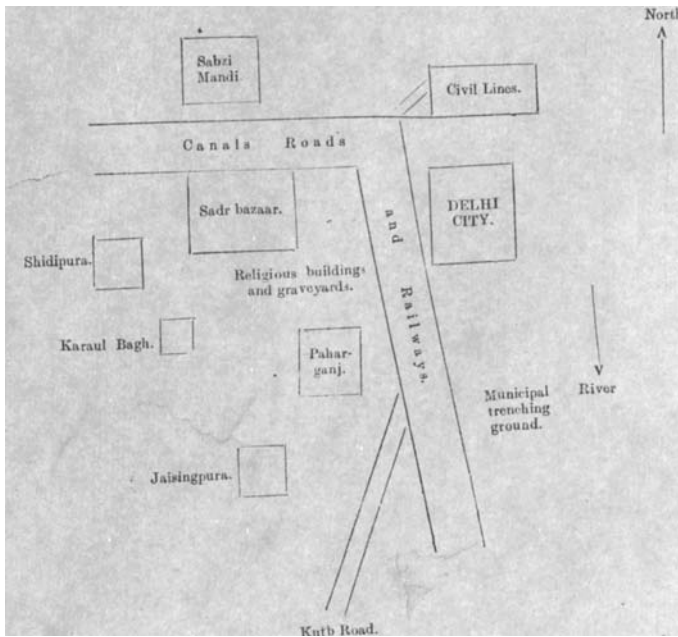 North
Sabzi
Mandi
Civil Lines.
Canals Roads
and Railways.
Sadr bazaar.
DELHI
CITY.
Shidipura.
Religious buildings
and graveyards.
Karaul Bagh.
Pahar-
ganj.
Municipal
trenching
ground.
River
Jaisingpura.
Kutb Road.